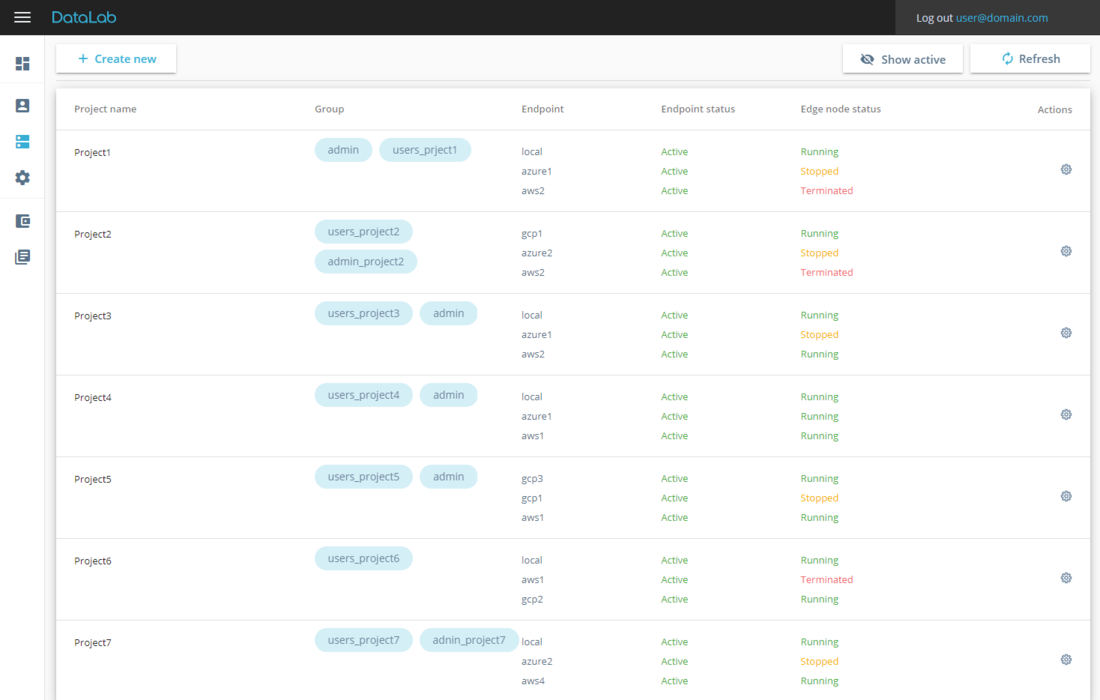 DataLab Log out user@domain.com
+ Create new Show active Refresh
Project name Group Endpoint Endpoint status Edge node status Actions
Project1 admin users_prject1 local Active Running
azure1 Active Stopped
aws2 Active Terminated
Project2 users_project2 gcp1 Active Running
admin_project2 azure2 Active Stopped
aws2 Active Terminated
Project3 users_project3 admin local Active Running
azure1 Active Stopped
aws2 Active Running
Project4 users_project4 admin local Active Running
azure1 Active Running
aws1 Active Running
Project5 users_project5 admin gcp3 Active Running
gcp1 Active Stopped
aws1 Active Running
Project6 users_project6 local Active Running
aws1 Active Terminated
gcp2 Active Running
Project7 users_project7 adnin_project7 local Active Running
azure2 Active Stopped
aws4 Active Running